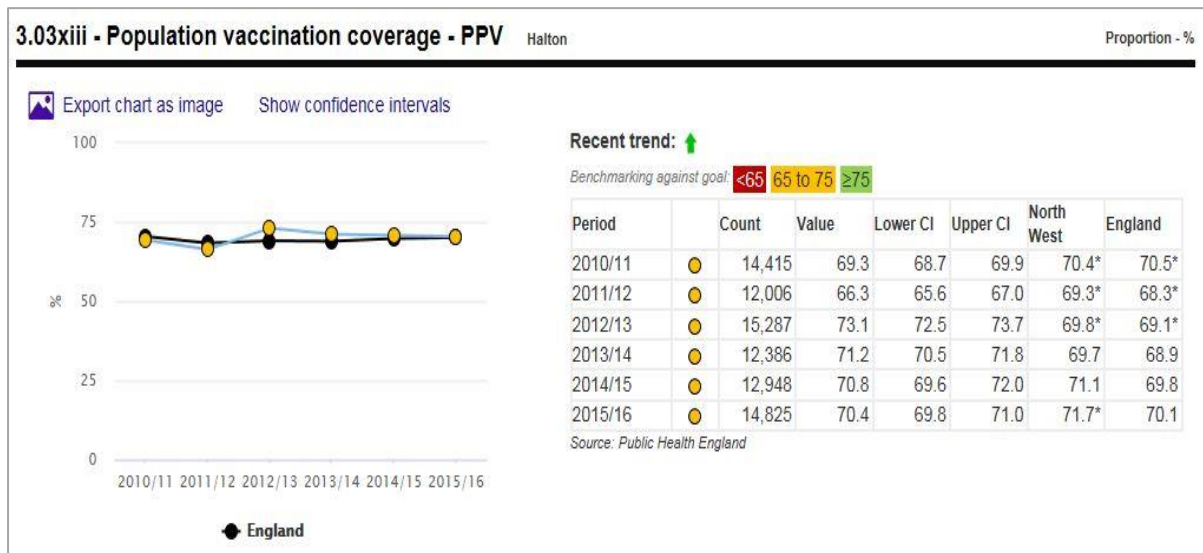 3.03xiii - Population vaccination coverage - PPV Halton Proportion - %
Export chart as image Show confidence intervals
100
75
50
25
0
%
2010/11 2011/12 2012/13 2013/14 2014/15 2015/16
England
Recent trend:
Benchmarking against goal: <65 65 to 75 ≥75
Period Count Value Lower CI Upper CI North West England
2010/11 14,415 69.3 68.7 69.9 70.4* 70.5*
2011/12 12,006 66.3 65.6 67.0 69.3* 68.3*
2012/13 15,287 73.1 72.5 73.7 69.8* 69.1*
2013/14 12,386 71.2 70.5 71.8 69.7 68.9
2014/15 12,948 70.8 69.6 72.0 71.1 69.8
2015/16 14,825 70.4 69.8 71.0 71.7* 70.1
Source: Public Health England